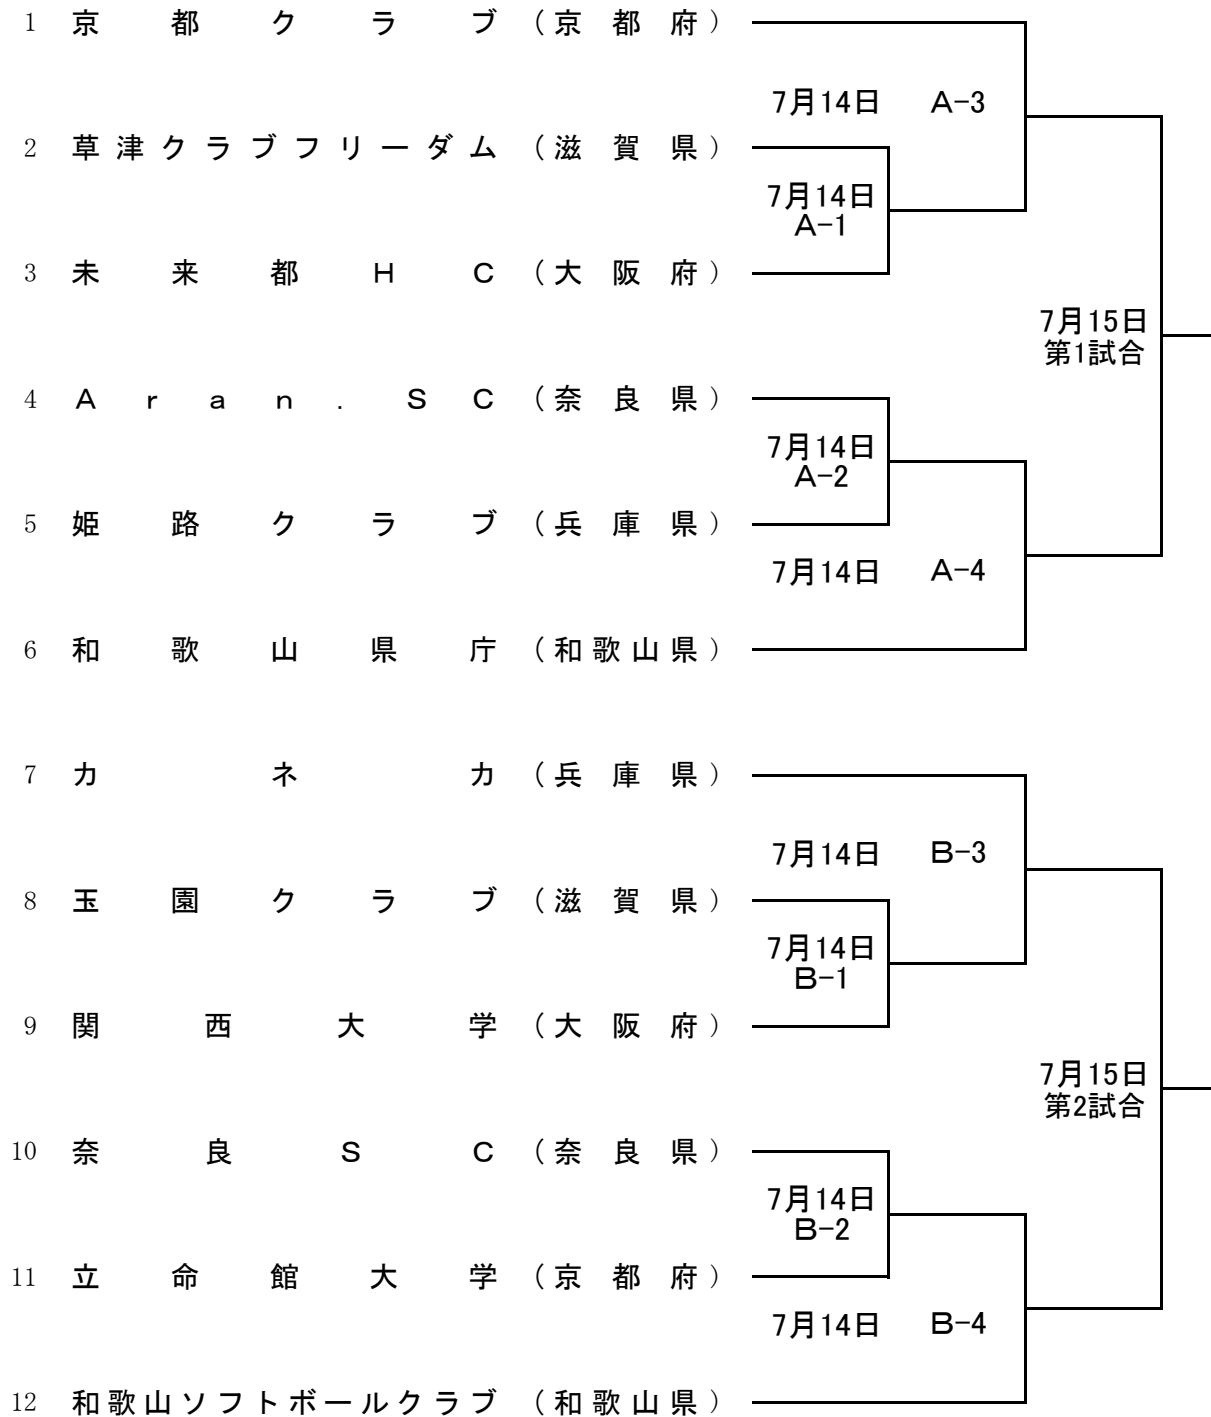 1 京都クラブ（京都府）
7月14日 A-3
2 草津クラブフリーダム（滋賀県）
7月14日
A-1
3 未来都ＨＣ（大阪府）
7月15日
第1試合
4 Ａｒａｎ．ＳＣ（奈良県）
7月14日
A-2
5 姫路クラブ（兵庫県）
7月14日 A-4
6 和歌山県庁（和歌山県）
7 カネカ（兵庫県）
7月14日 B-3
8 玉園クラブ（滋賀県）
7月14日
B-1
9 関西大学（大阪府）
7月15日
第2試合
10 奈良ＳＣ（奈良県）
7月14日
B-2
11 立命館大学（京都府）
7月14日 B-4
12 和歌山ソフトボールクラブ（和歌山県）